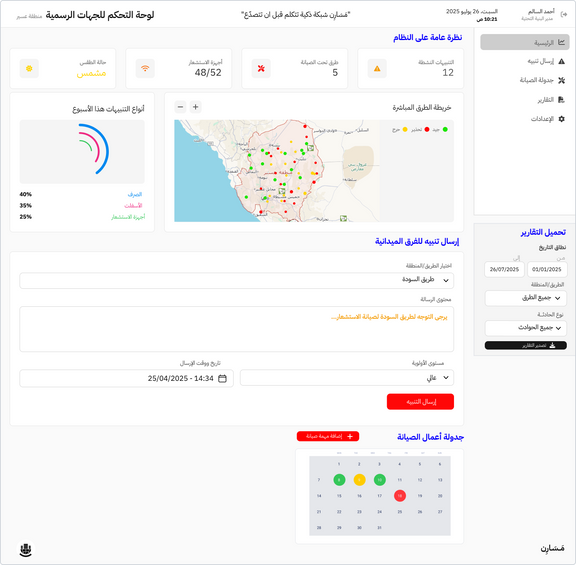 أحمد السالم
مدير البنية التحتية
السبت، 26 يوليو 2025
10:21 ص
"مَسَارِن شبكة ذكية تتكلم قبل ان تتصدّع"
لوحة التحكم للجهات الرسمية
منطقة عسير
الرئيسية
إرسال تنبيه
جدولة الصيانة
التقارير
الإعدادات
نظرة عامة على النظام
التنبيهات النشطة
12
طرق تحت الصيانة
5
أجهزة الاستشعار
48/52
حالة الطقس
مشمس
خريطة الطرق المباشرة
جيد
تحذير
حرج
أنواع التنبيهات هذا الأسبوع
40%
35%
الأسفلت
25%
أجهزة الاستشعار
تحميل التقارير
نطاق التاريخ
من
إلى
01/01/2025
26/07/2025
الطريق/المنطقة
جميع الطرق
نوع الحادثة
جميع الحوادث
تصدير التقارير
إرسال تنبيه للفرق الميدانية
اختيار الطريق/المنطقة
طريق السودة
محتوى الرسالة
يرجى التوجه لطريق السودة لصيانة الاستشعار...
مستوى الأولوية
عالي
تاريخ ووقت الإرسال
25/04/2025 - 14:34
إرسال التنبيه
جدولة أعمال الصيانة
إضافة مهمة صيانة
1 2 3 4 5 6
7 8 10 11 12 13
14 15 16 17 18 19 20
21 22 23 24 25 26 27
28 29 30 31
مَسَارِن